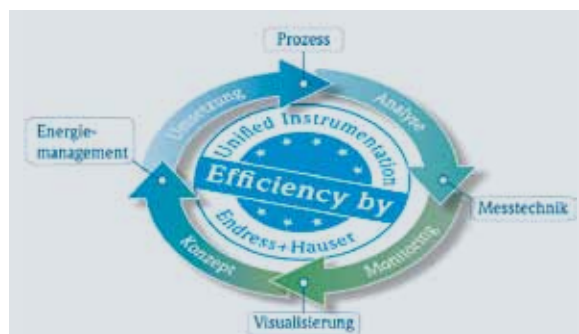 Prozess
Analyse
Messtechnik
Monitoring
Visualisierung
Konzept
Energie-
management
Umsetzung
Unified Instrumentation
Efficiency by
Endress+Hauser